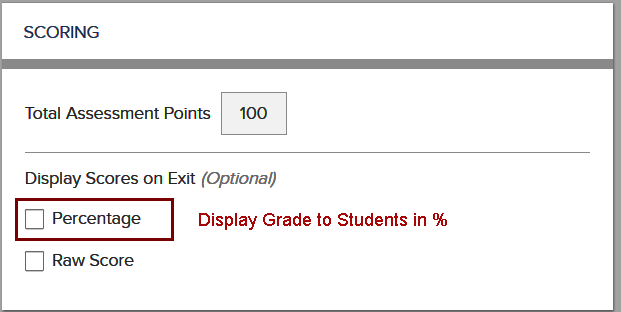 SCORING
Total Assessment Points 100
Display Scores on Exit (Optional)
Percentage Display Grade to Students in %
Raw Score